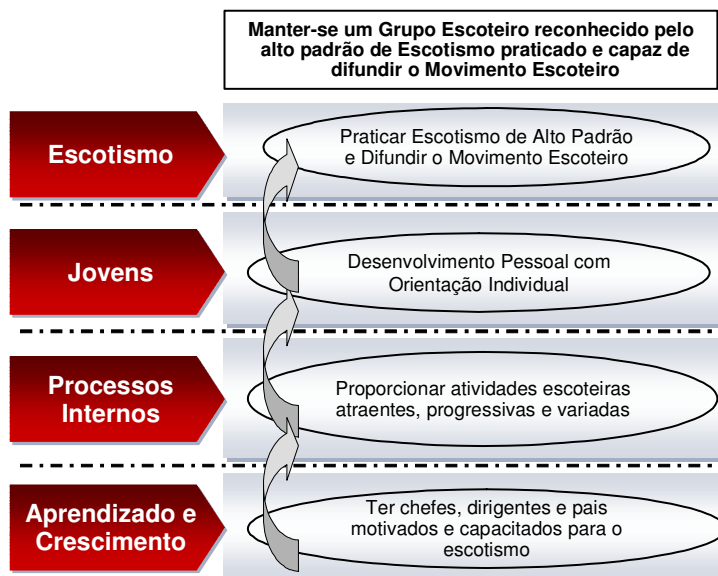 Manter-se um Grupo Escoteiro reconhecido pelo
alto padrão de Escotismo praticado e capaz de
difundir o Movimento Escoteiro
Escotismo
Praticar Escotismo de Alto Padrão
e Difundir o Movimento Escoteiro
Jovens
Desenvolvimento Pessoal com
Orientação Individual
Processos
Internos
Proporcionar atividades escoteiras
atraentes, progressivas e variadas
Aprendizado e
Crescimento
Ter chefes, dirigentes e pais
motivados e capacitados para o
escotismo